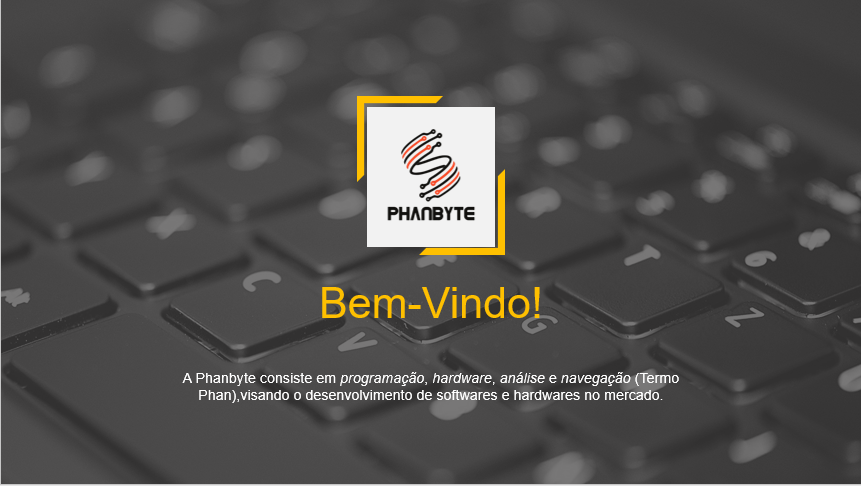 PHANBYTE
Bem-Vindo!
A Phanbyte consiste em programação, hardware, análise e navegação (Termo
Phan),visando o desenvolvimento de softwares e hardwares no mercado.